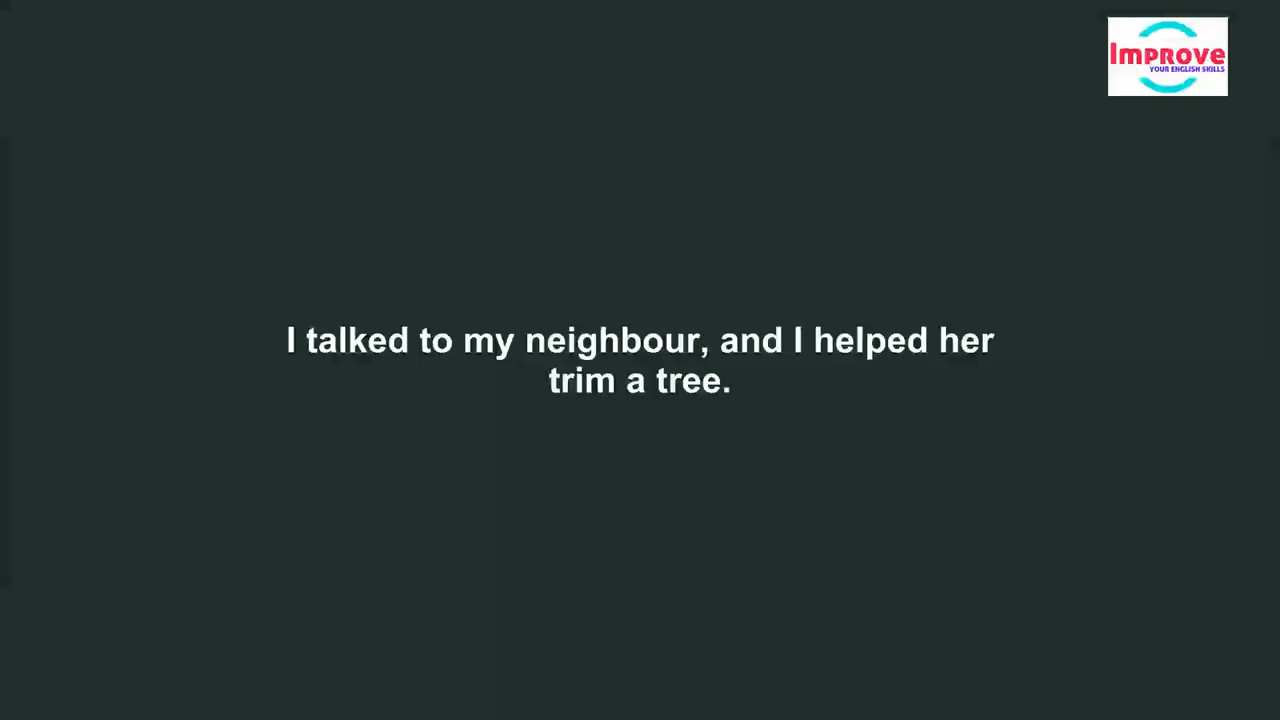 Improve
YOUR ENGLISH SKILLS
I talked to my neighbour, and I helped her
trim a tree.